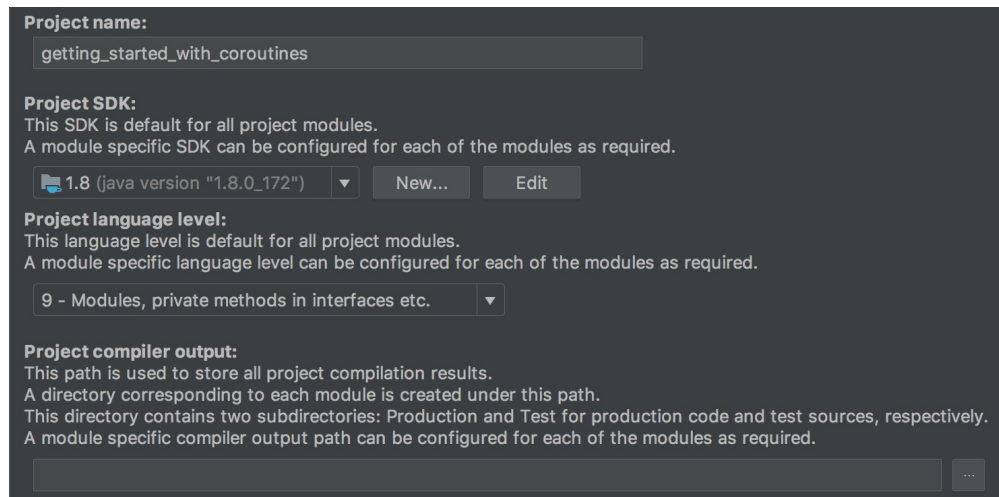 Project name:
getting_started_with_coroutines
Project SDK:
This SDK is default for all project modules.
A module specific SDK can be configured for each of the modules as required.
1.8 (java version "1.8.0_172")
New...
Edit
Project language level:
This language level is default for all project modules.
A module specific language level can be configured for each of the modules as required.
9 - Modules, private methods in interfaces etc.
Project compiler output:
This path is used to store all project compilation results.
A directory corresponding to each module is created under this path.
This directory contains two subdirectories: Production and Test for production code and test sources, respectively.
A module specific compiler output path can be configured for each of the modules as required.
...